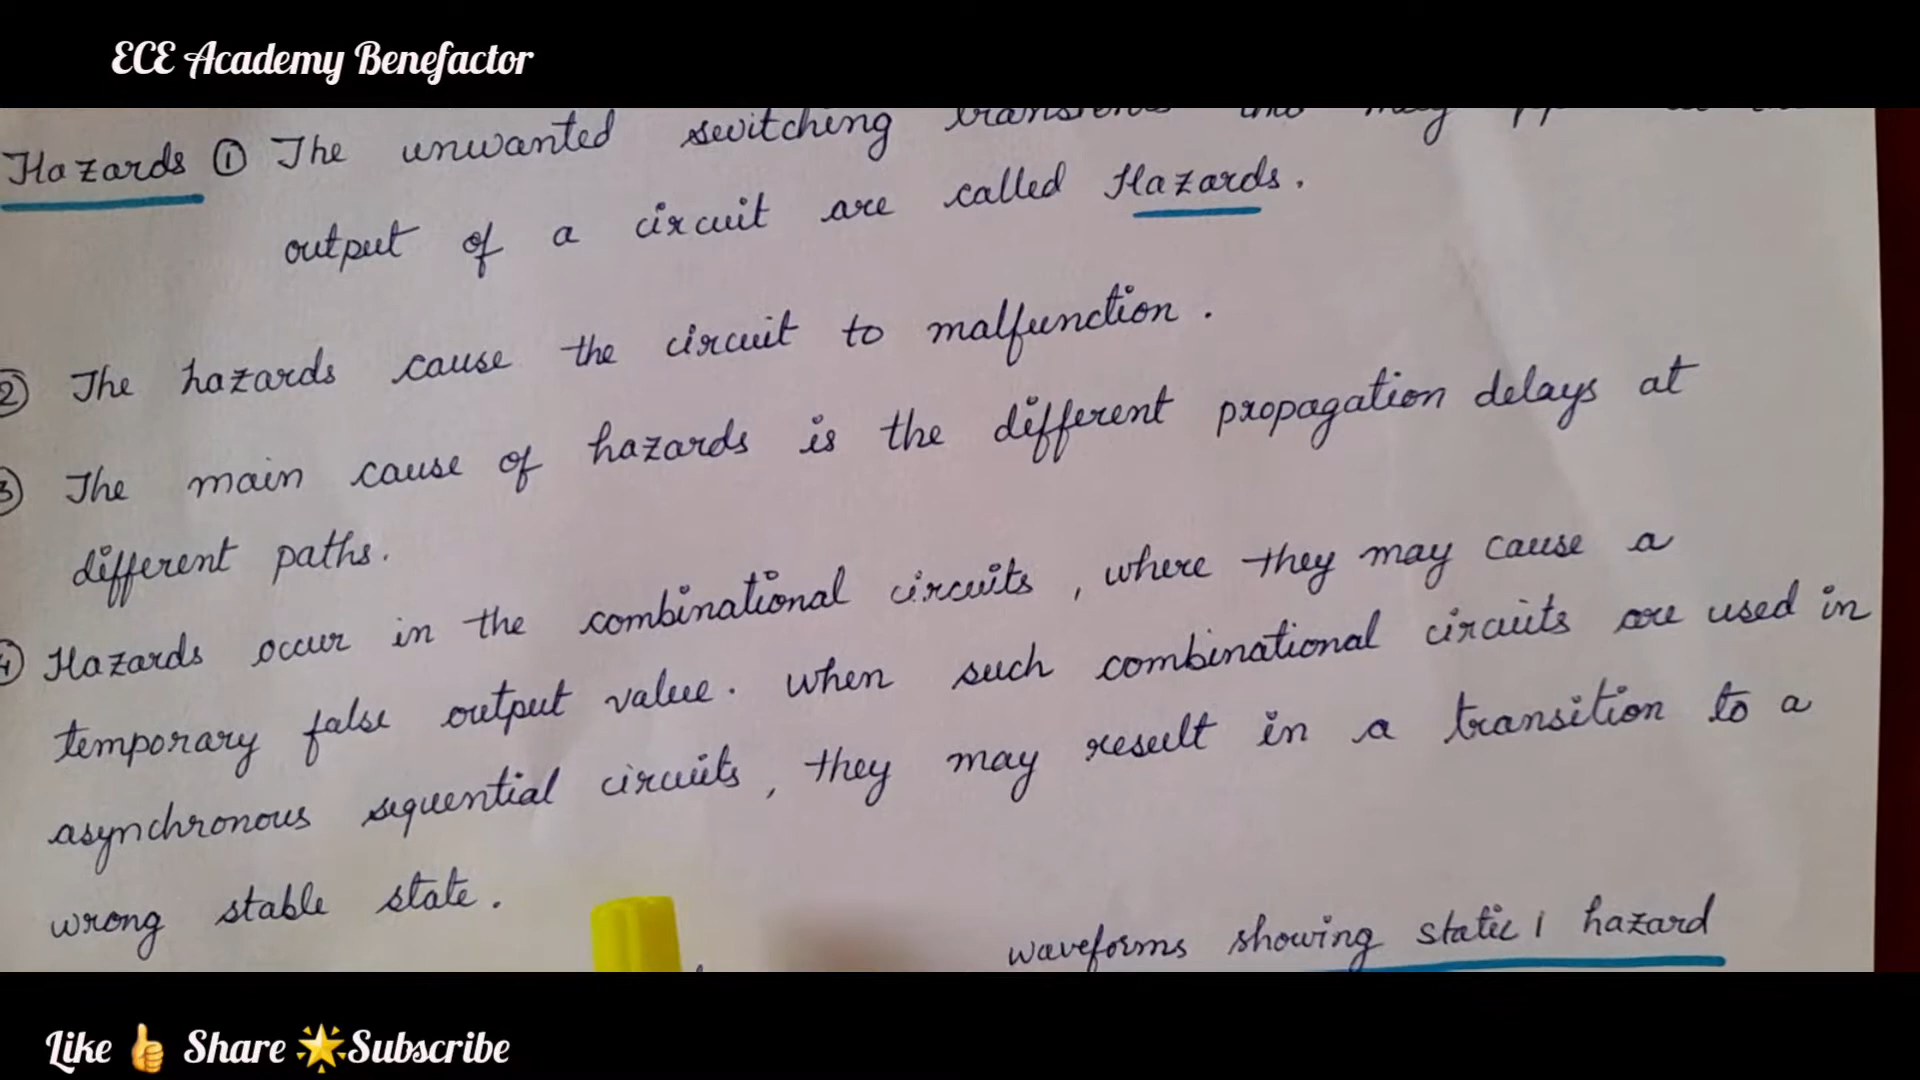 ECE Academy Benefactor
Hazards ① The unwanted switching
output of a circuit are called Hazards.
② The hazards cause the circuit to malfunction.
③ The main cause of hazards is the different propagation delays at
different paths.
④ Hazards occur in the combinational circuits, where they may cause a
temporary false output value. When such combinational circuits are used in
asynchronous sequential circuits, they may result in a transition to a
wrong stable state.
waveforms showing static 1 hazard
Like 👍 Share 🌟Subscribe